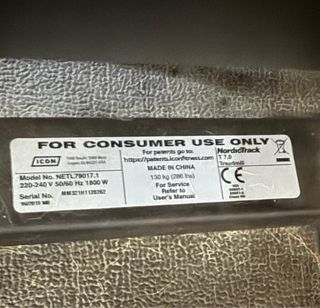 FOR CONSUMER USE ONLY
ICON
For patents go to:
https://patents.iconfitness.com
NordicTrack
T 7.0
Treadmill
MADE IN CHINA
Model No. NETL79017.1
220-240 V 50/60 Hz 1800 W
Serial No.
130 kg (286 lbs)
For Service
Refer to
User's Manual
CE